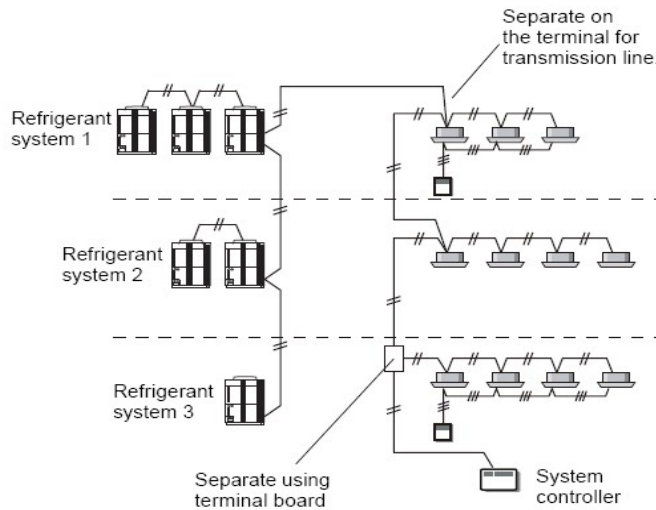 Separate on
the terminal for
transmission line.
Refrigerant
system 1
Refrigerant
system 2
Refrigerant
system 3
Separate using
terminal board
System
controller